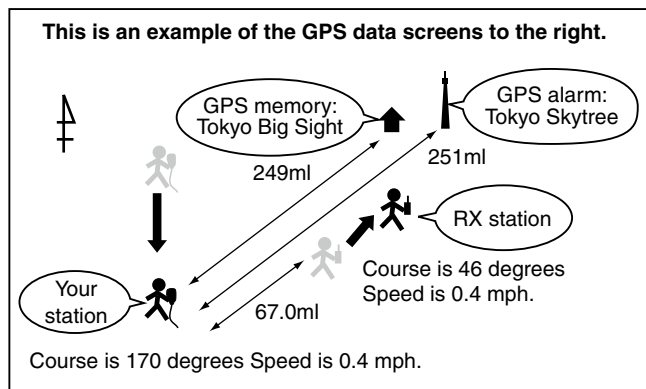 This is an example of the GPS data screens to the right.
GPS memory:
Tokyo Big Sight
GPS alarm:
Tokyo Skytree
249ml
251ml
RX station
Course is 46 degrees
Speed is 0.4 mph.
Your
station
67.0ml
Course is 170 degrees Speed is 0.4 mph.